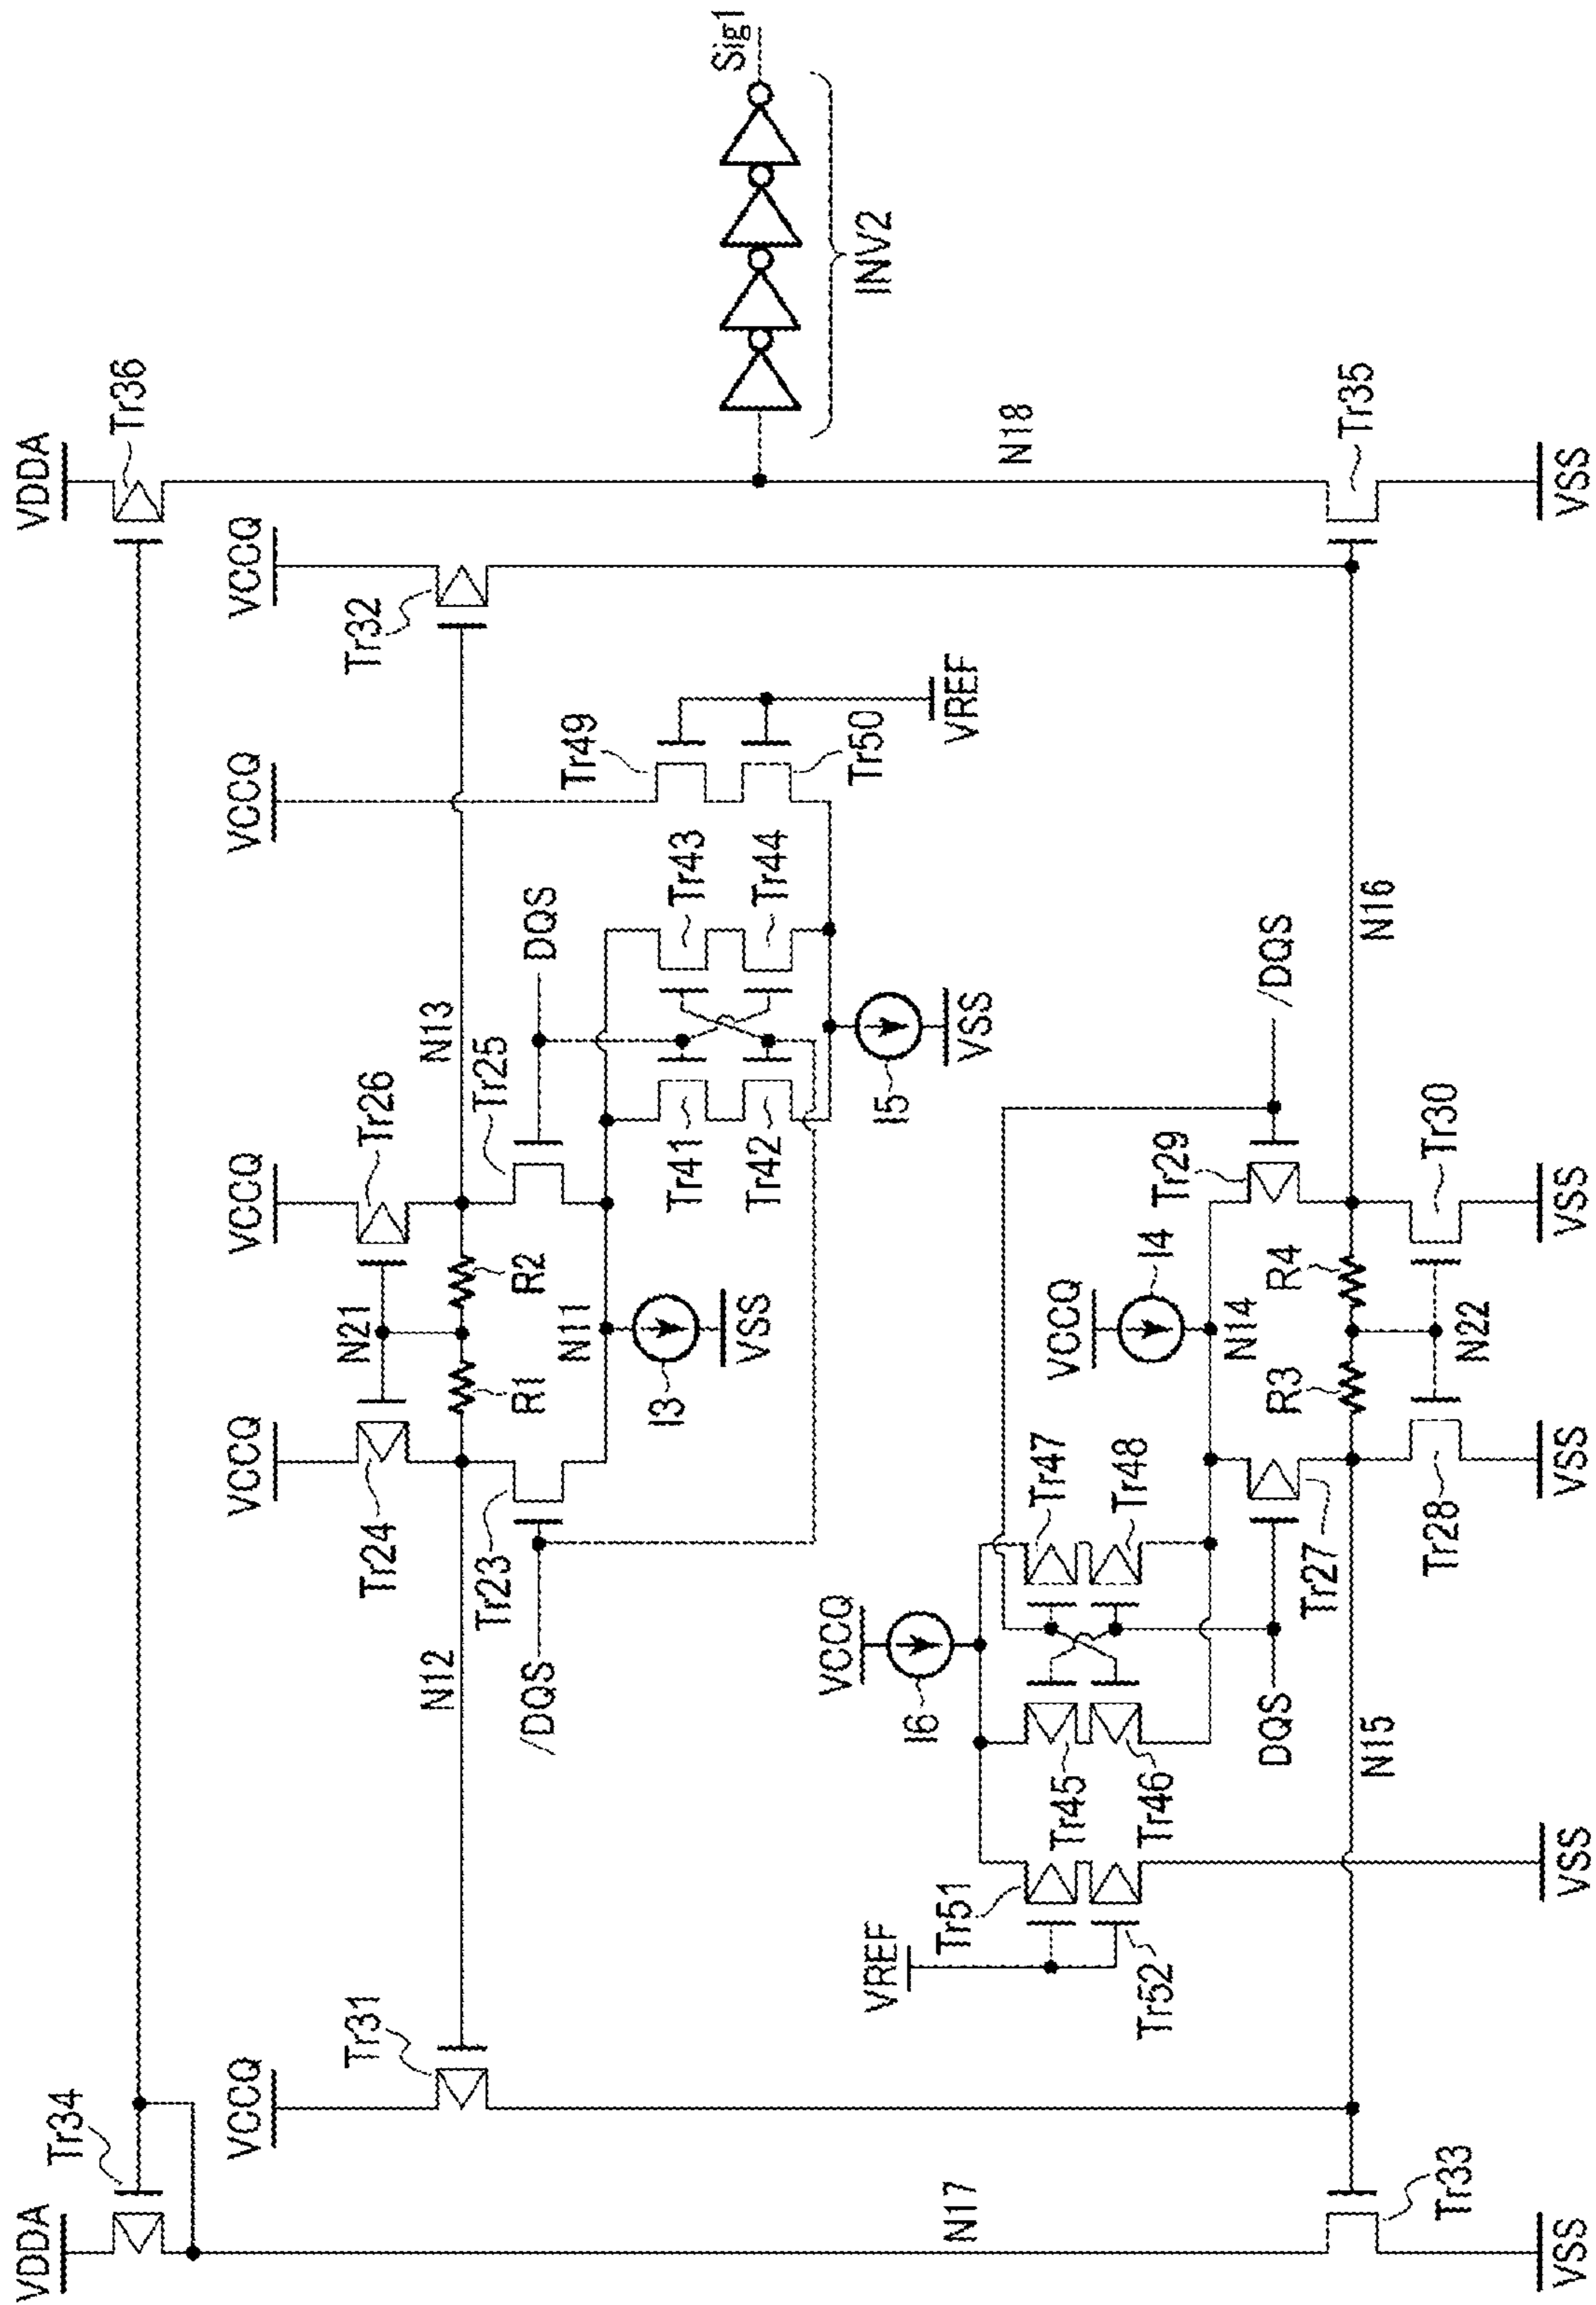 VDDA
Tr34
VDDA
Tr36
VCCQ
Tr31
VCCQ
Tr24
N21
VCCQ
Tr26
VCCQ
VCCQ
Tr32
N12
R1
R2
N13
/DQS
Tr23
N11
Tr25
DQS
I3
VSS
Tr41
Tr42
Tr43
Tr44
Tr49
Tr50
VREF
I5
VSS
Sig1
INV2
N17
N18
VREF
Tr51
Tr52
VCCQ
I6
Tr45
Tr46
Tr47
Tr48
VCCQ
I4
N14
Tr29
/DQS
DQS
Tr27
R3
R4
N15
N16
Tr33
VSS
VSS
Tr28
VSS
N22
Tr30
VSS
Tr35
VSS